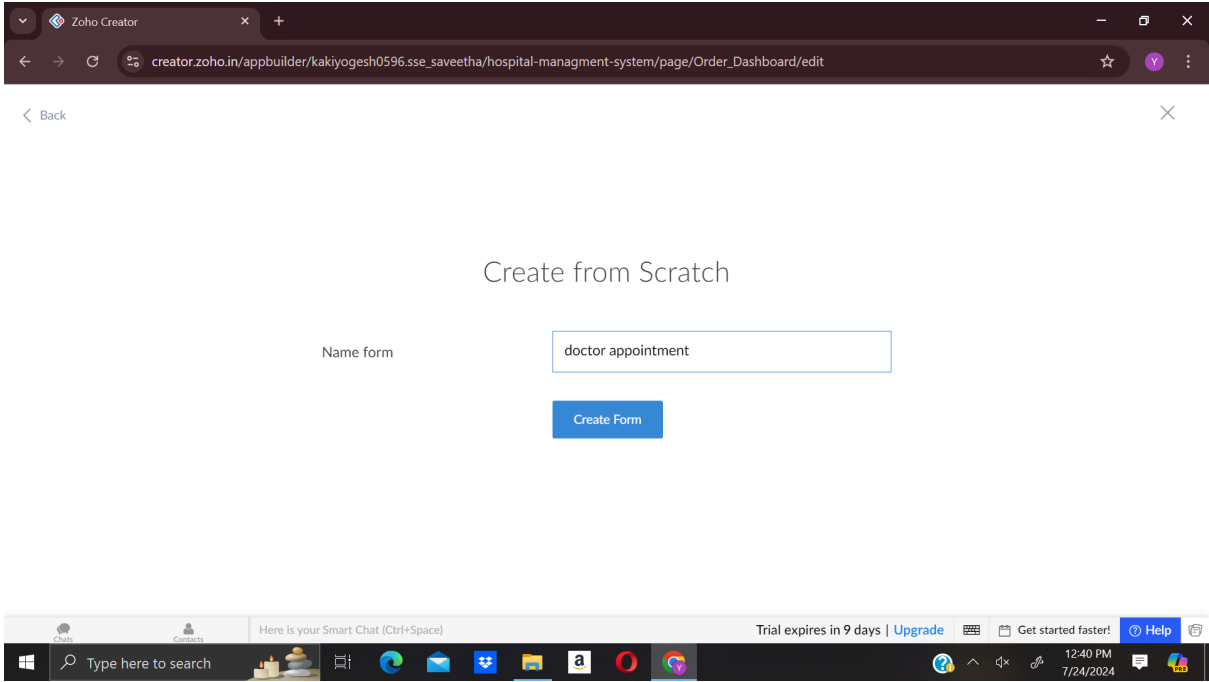 Zoho Creator
creator.zoho.in/appbuilder/kakiyogesh0596.sse_saveetha/hospital-managment-system/page/Order_Dashboard/edit
Y
Back
Create from Scratch
Name form
doctor appointment
Create Form
Chats
Contacts
Here is your Smart Chat (Ctrl+Space)
Trial expires in 9 days | Upgrade
Get started faster!
Help
Type here to search
a
Y
12:40 PM
7/24/2024
PRE